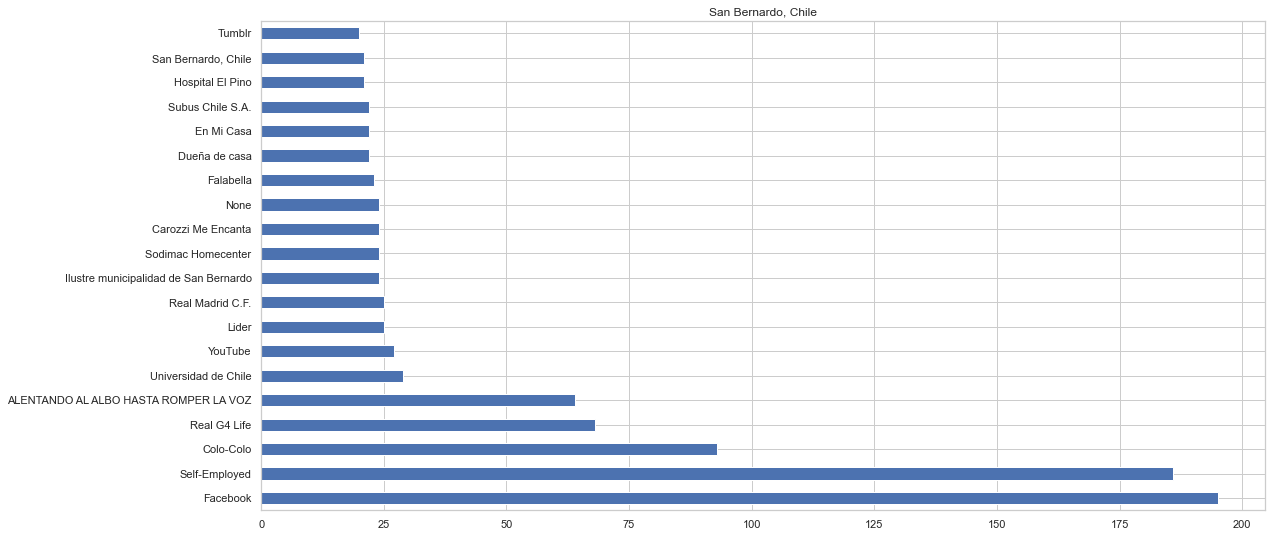 San Bernardo, Chile
Tumblr
San Bernardo, Chile
Hospital El Pino
Subus Chile S.A.
En Mi Casa
Dueña de casa
Falabella
None
Carozzi Me Encanta
Sodimac Homecenter
Ilustre municipalidad de San Bernardo
Real Madrid C.F.
Lider
YouTube
Universidad de Chile
ALENTANDO AL ALBO HASTA ROMPER LA VOZ
Real G4 Life
Colo-Colo
Self-Employed
Facebook
0 25 50 75 100 125 150 175 200